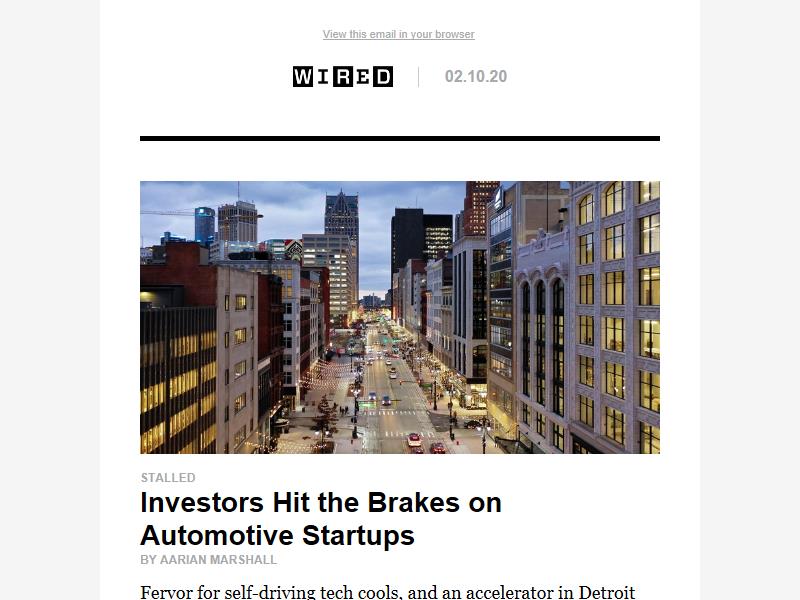 View this email in your browser
WIRED 02.10.20
STALLED
Investors Hit the Brakes on
Automotive Startups
BY AARIAN MARSHALL
Fervor for self-driving tech cools, and an accelerator in Detroit